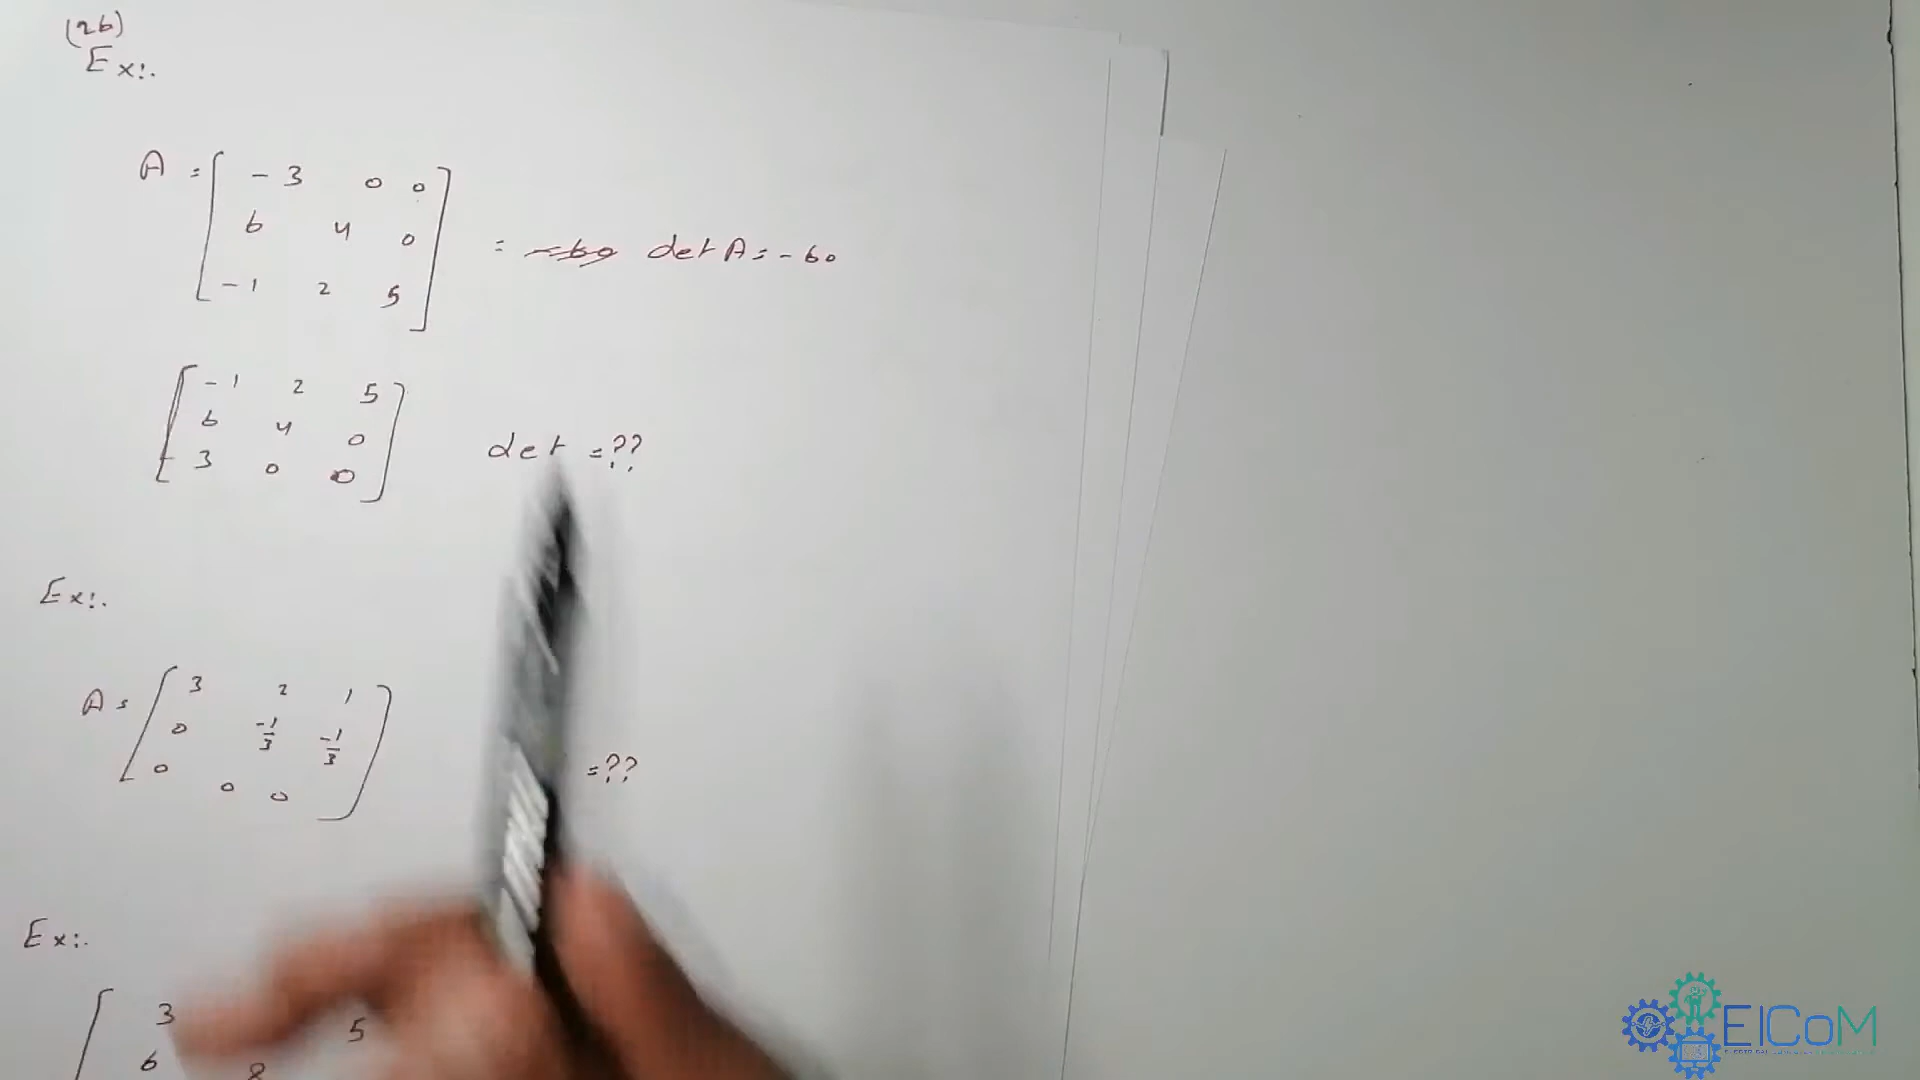 (26)
Ex:.
A = [ -3 0 0
6 4 0
-1 2 5 ] = -60 det A = -60
[ -1 2 5
6 4 0
3 0 0 ] det = ??
Ex:.
A = [ 3 2 1
0 -1/3 -1/3
0 0 0 ] = ??
Ex:.
[ 3 5
6 8
EICoM